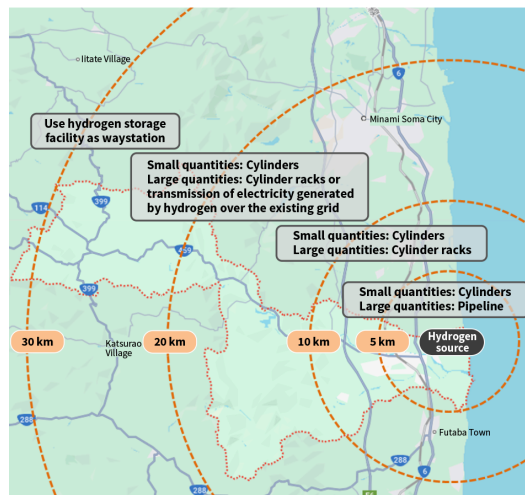 6
Iitate Village
Minami Soma City
Use hydrogen storage
facility as waystation
Small quantities: Cylinders
Large quantities: Cylinder racks or
transmission of electricity generated
by hydrogen over the existing grid
399
114
Small quantities: Cylinders
Large quantities: Cylinder racks
459
399
Small quantities: Cylinders
Large quantities: Pipeline
30 km
Katsurao
Village
20 km
10 km
5 km
Hydrogen
source
288
Futaba Town
288
6
288